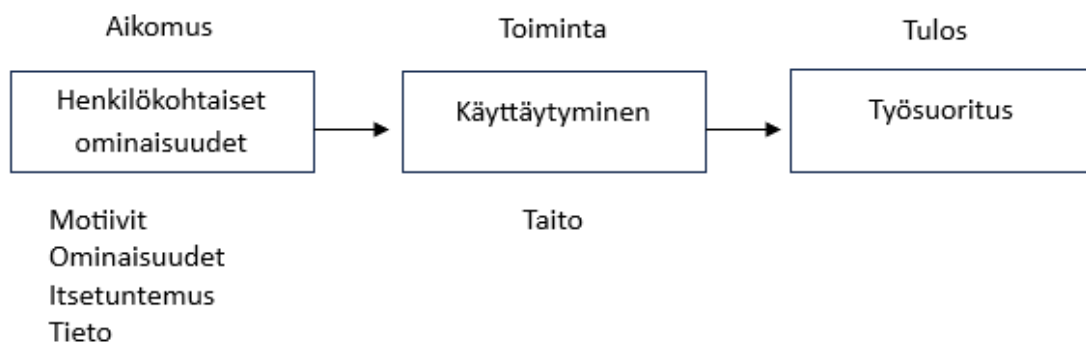 Aikomus
Toiminta
Tulos
Henkilökohtaiset
ominaisuudet
Käyttäytyminen
Työsuoritus
Motiivit
Ominaisuudet
Itsetuntemus
Tieto
Taito